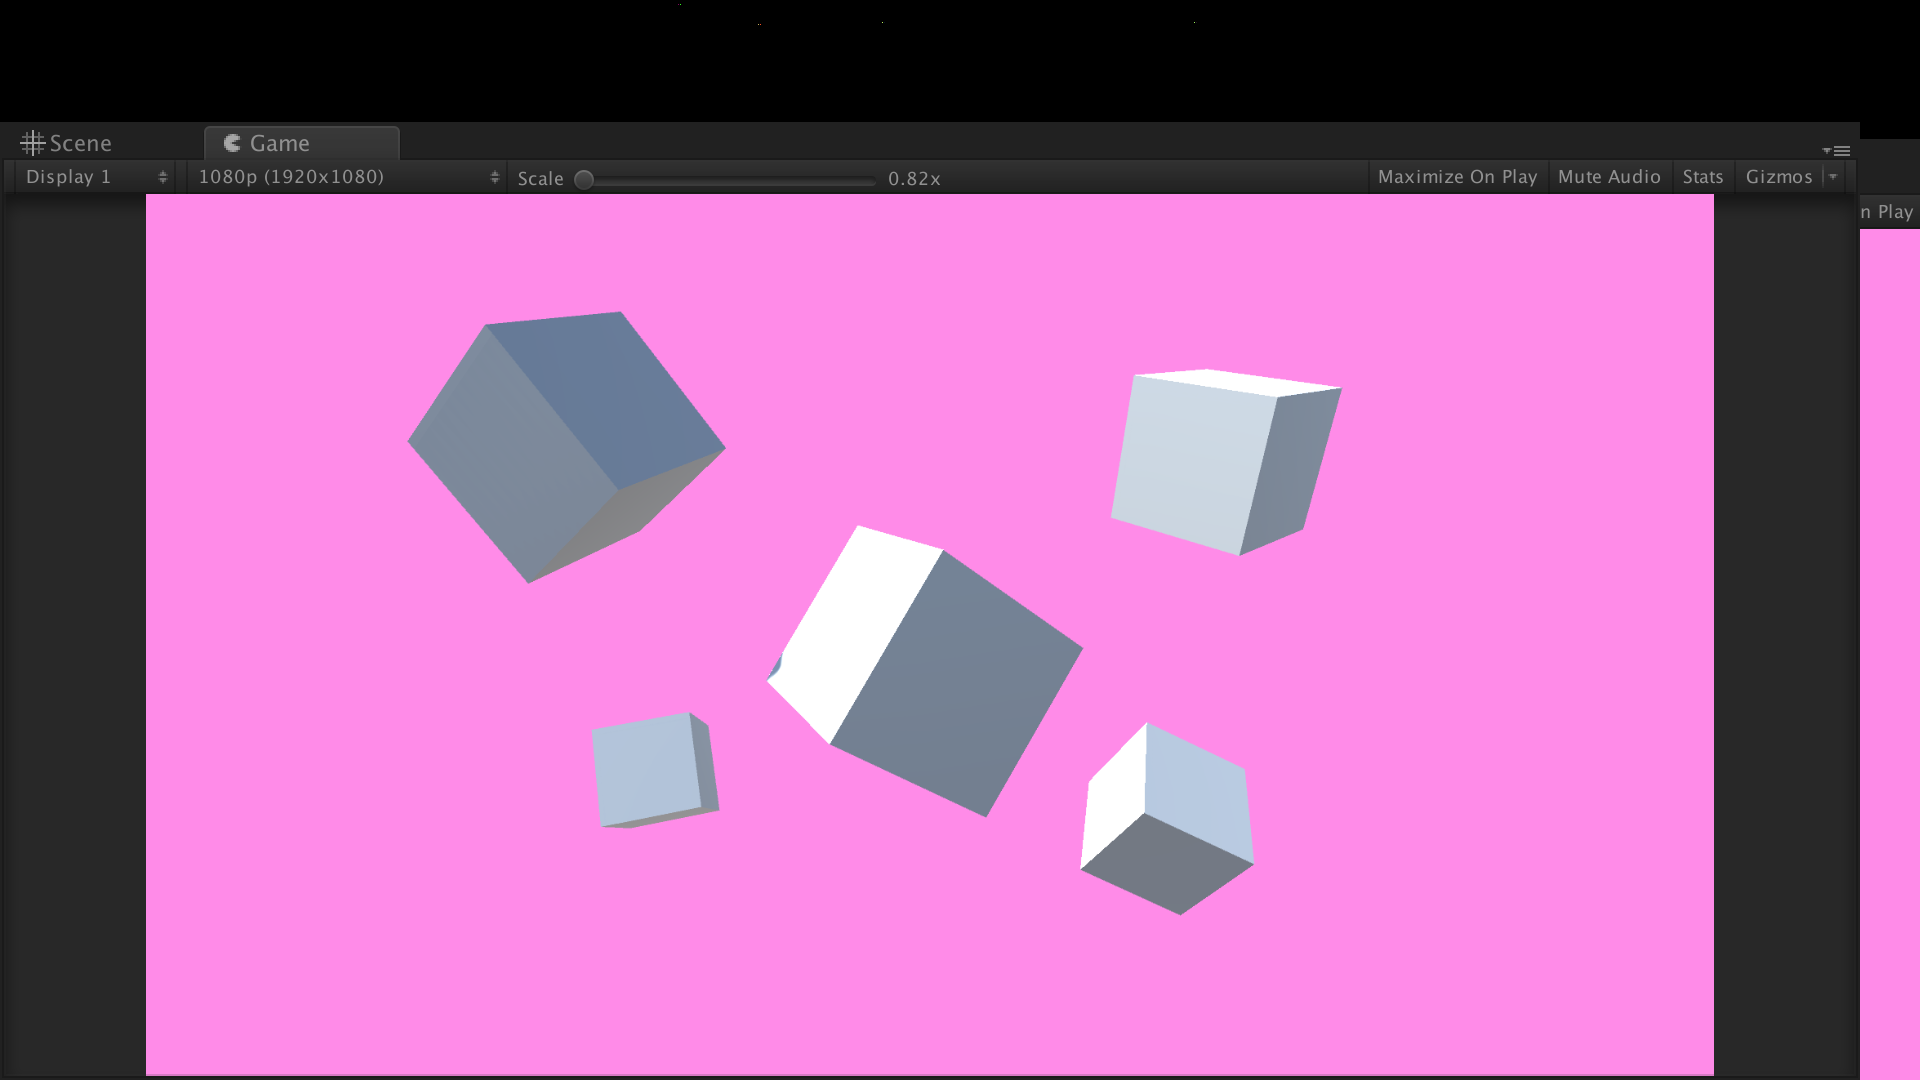 Scene
Game
Display 1
1080p (1920x1080)
Scale
0.82x
Maximize On Play
Mute Audio
Stats
Gizmos
n Play